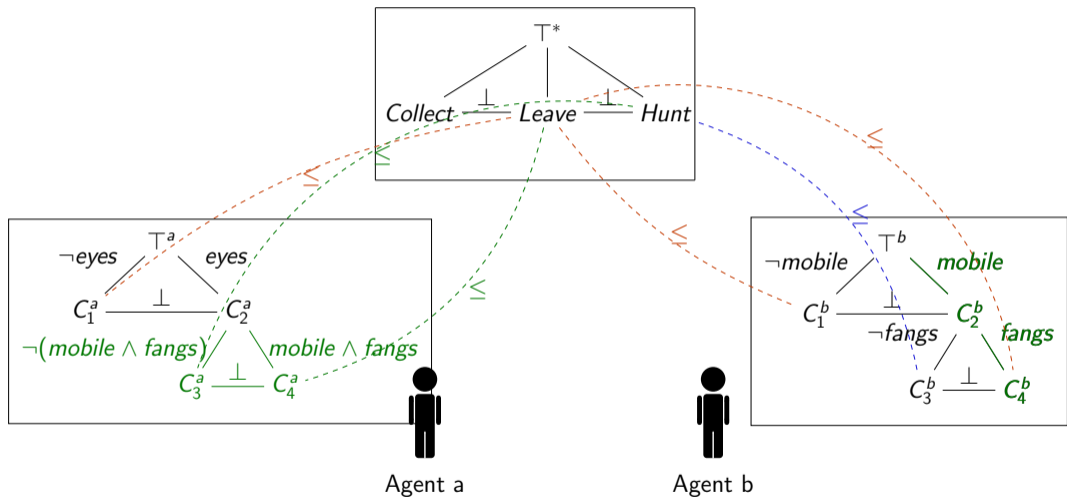 ⊤*
⊥ ⊥
Collect Leave Hunt
≤
≤
≤
≤
≤
≤
⊤ᵃ
¬eyes eyes
⊥
C₁ᵃ C₂ᵃ
¬(mobile ∧ fangs) mobile ∧ fangs
⊥
C₃ᵃ C₄ᵃ
⊤ᵇ
¬mobile mobile
⊥
C₁ᵇ C₂ᵇ
¬fangs fangs
⊥
C₃ᵇ C₄ᵇ
Agent a
Agent b